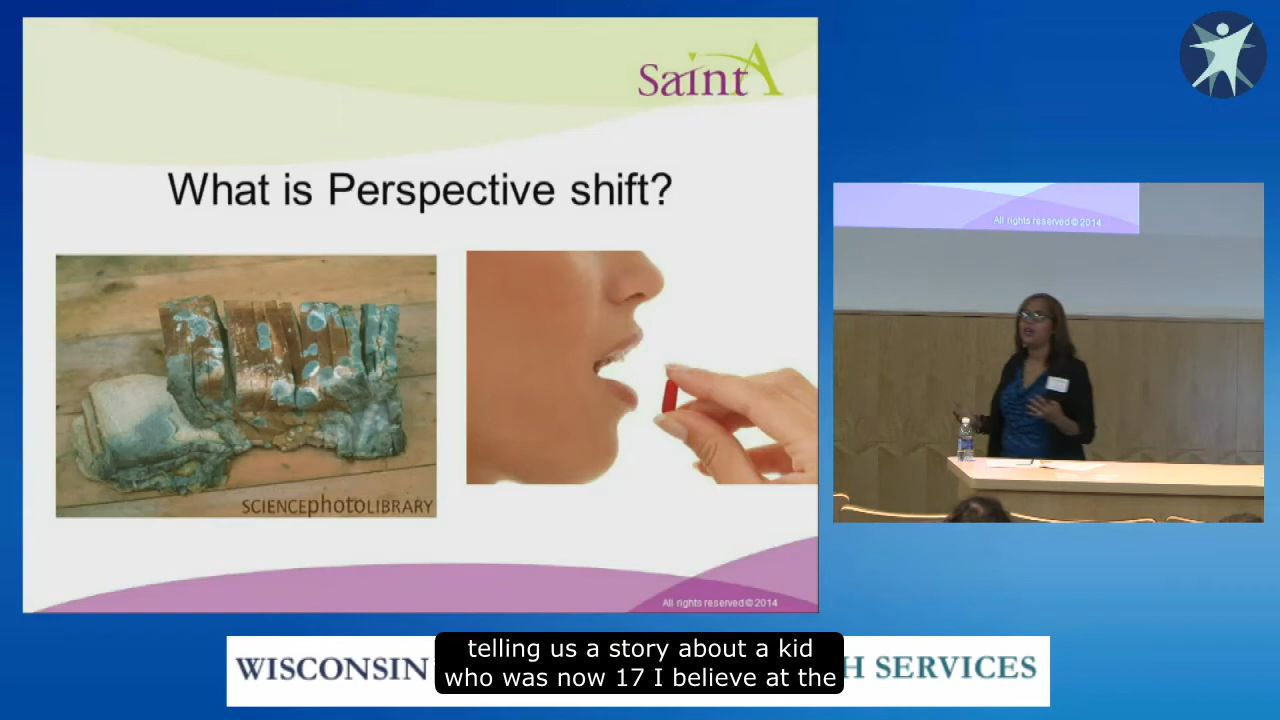 SaintA
What is Perspective shift?
SCIENCEphotoLIBRARY
All rights reserved © 2014
All rights reserved © 2014
WISCONSIN
H SERVICES
telling us a story about a kid
who was now 17 I believe at the